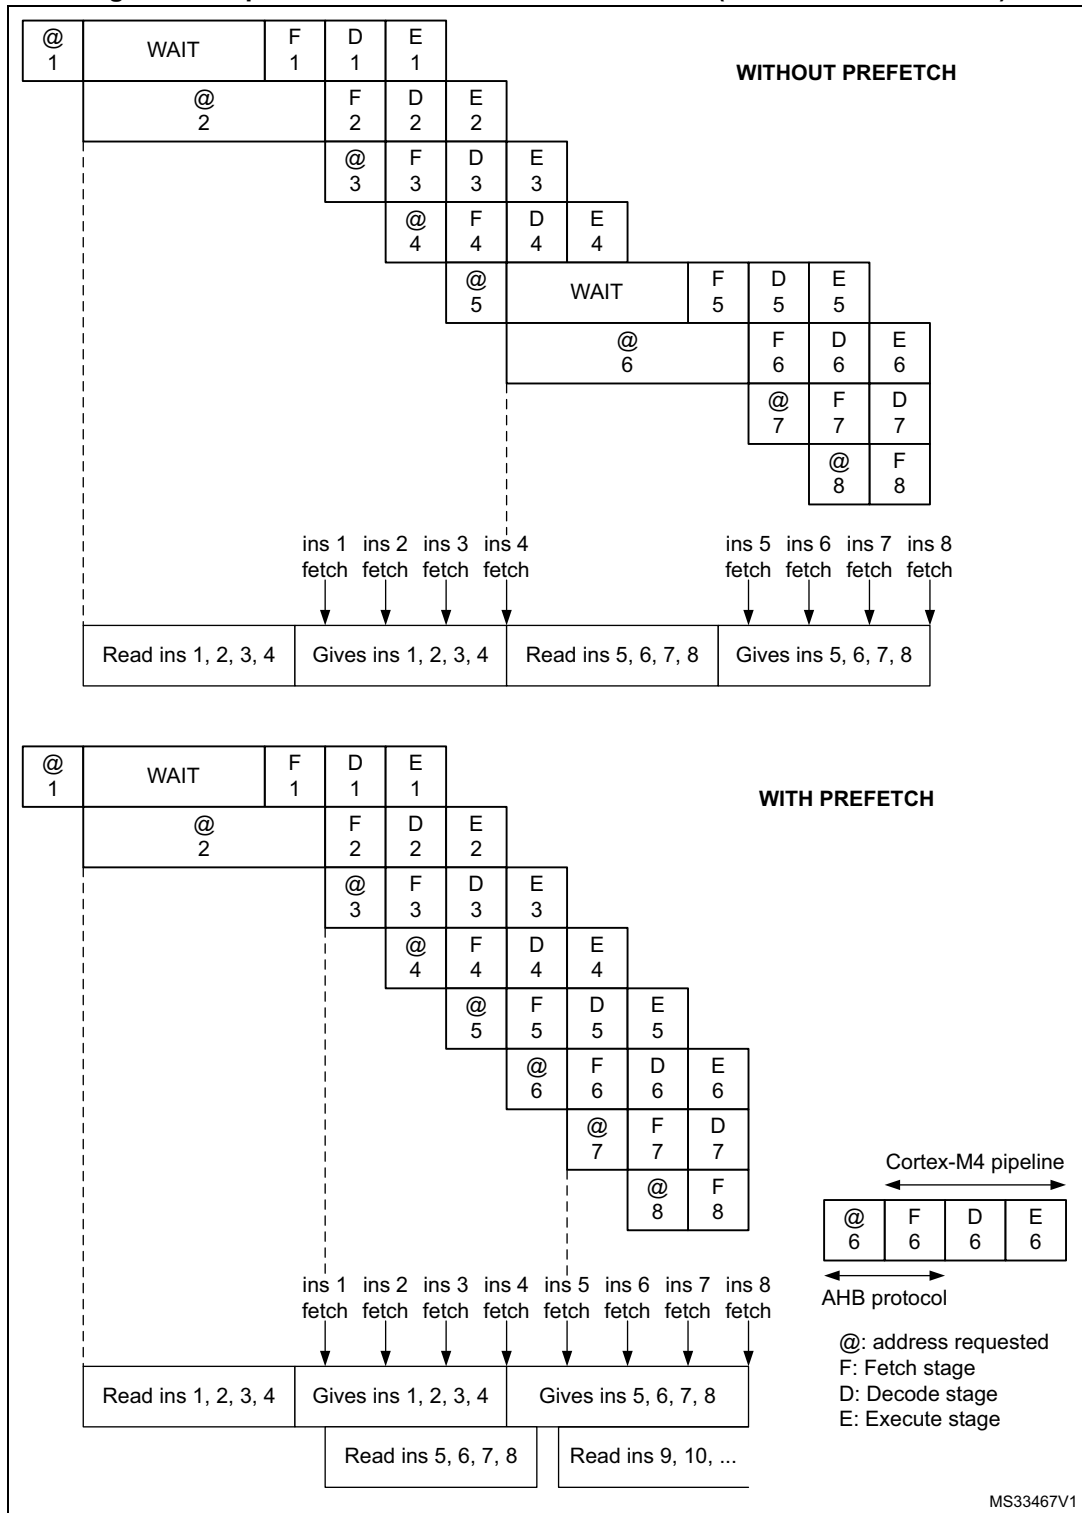 @ WAIT F D E
1 1 1 1
WITHOUT PREFETCH
@ F D E
2 2 2 2
@ F D E
3 3 3 3
@ F D E
4 4 4 4
@ WAIT F D E
5 5 5 5
@ F D E
6 6 6 6
@ F D
7 7 7
@ F
8 8
ins 1 ins 2 ins 3 ins 4 ins 5 ins 6 ins 7 ins 8
fetch fetch fetch fetch fetch fetch fetch fetch
Read ins 1, 2, 3, 4 Gives ins 1, 2, 3, 4 Read ins 5, 6, 7, 8 Gives ins 5, 6, 7, 8
@ WAIT F D E
1 1 1 1
WITH PREFETCH
@ F D E
2 2 2 2
@ F D E
3 3 3 3
@ F D E
4 4 4 4
@ F D E
5 5 5 5
@ F D E
6 6 6 6
@ F D
7 7 7
@ F
8 8
Cortex-M4 pipeline
@ F D E
6 6 6 6
AHB protocol
@: address requested
F: Fetch stage
D: Decode stage
E: Execute stage
ins 1 ins 2 ins 3 ins 4 ins 5 ins 6 ins 7 ins 8
fetch fetch fetch fetch fetch fetch fetch fetch
Read ins 1, 2, 3, 4 Gives ins 1, 2, 3, 4 Gives ins 5, 6, 7, 8
Read ins 5, 6, 7, 8 Read ins 9, 10, ...
MS33467V1